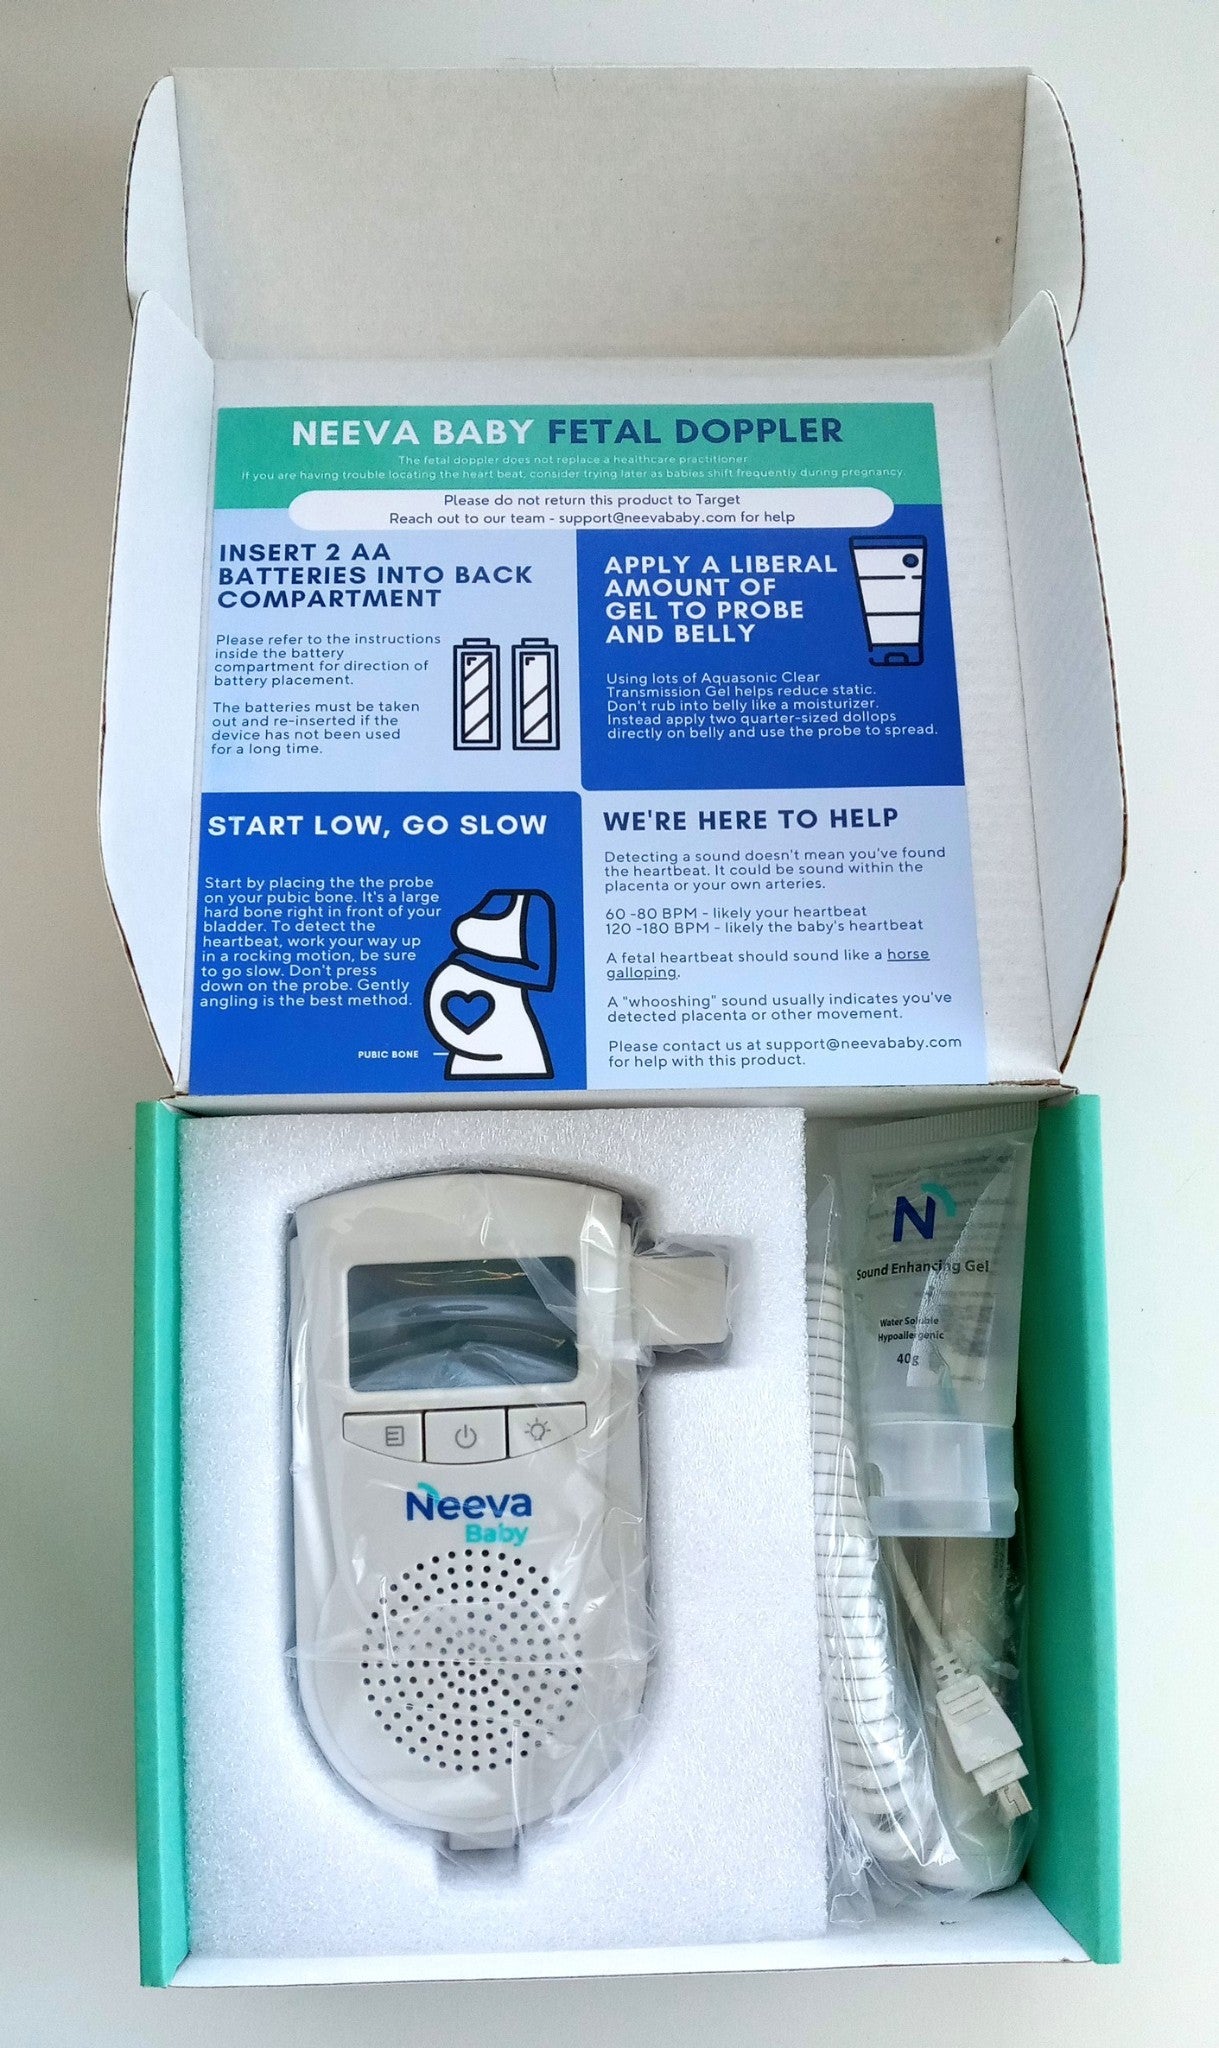 NEEVA BABY FETAL DOPPLER
The fetal doppler does not replace a healthcare practitioner
If you are having trouble locating the heart beat, consider trying later as babies shift frequently during pregnancy.
Please do not return this product to Target
Reach out to our team - support@neevababy.com for help
INSERT 2 AA
BATTERIES INTO BACK
COMPARTMENT
Please refer to the instructions
inside the battery
compartment for direction of
battery placement.
The batteries must be taken
out and re-inserted if the
device has not been used
for a long time.
APPLY A LIBERAL
AMOUNT OF
GEL TO PROBE
AND BELLY
Using lots of Aquasonic Clear
Transmission Gel helps reduce static.
Don't rub into belly like a moisturizer.
Instead apply two quarter-sized dollops
directly on belly and use the probe to spread.
START LOW, GO SLOW
Start by placing the the probe
on your pubic bone. It's a large
hard bone right in front of your
bladder. To detect the
heartbeat, work your way up
in a rocking motion, be sure
to go slow. Don't press
down on the probe. Gently
angling is the best method.
PUBIC BONE
WE'RE HERE TO HELP
Detecting a sound doesn't mean you've found
the heartbeat. It could be sound within the
placenta or your own arteries.
60 -80 BPM - likely your heartbeat
120 -180 BPM - likely the baby's heartbeat
A fetal heartbeat should sound like a horse
galloping.
A "whooshing" sound usually indicates you've
detected placenta or other movement.
Please contact us at support@neevababy.com
for help with this product.
N
Sound Enhancing Gel
Water Soluble
Hypoallergenic
40g
Neeva
Baby